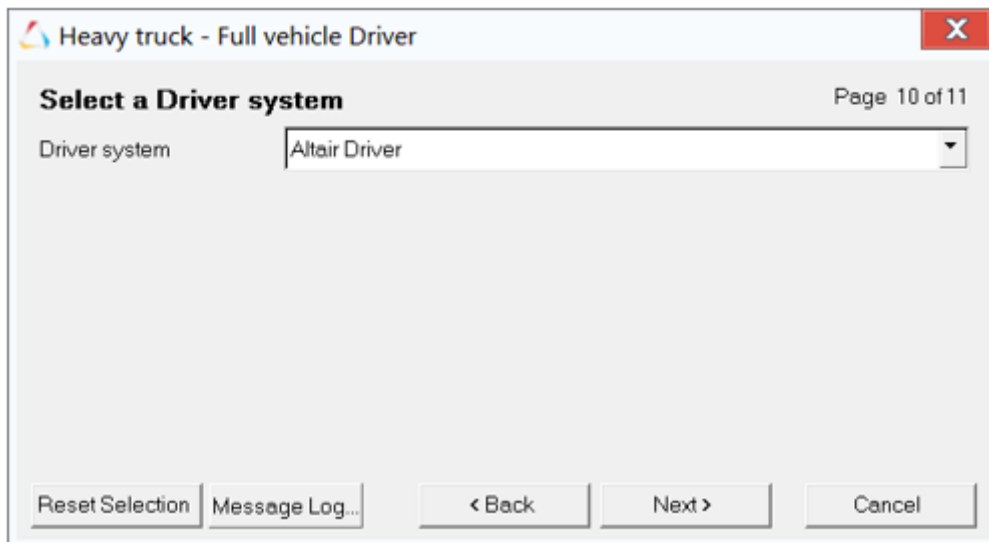 Heavy truck - Full vehicle Driver
X
Select a Driver system
Page 10 of 11
Driver system
Altair Driver
Reset Selection
Message Log...
< Back
Next >
Cancel